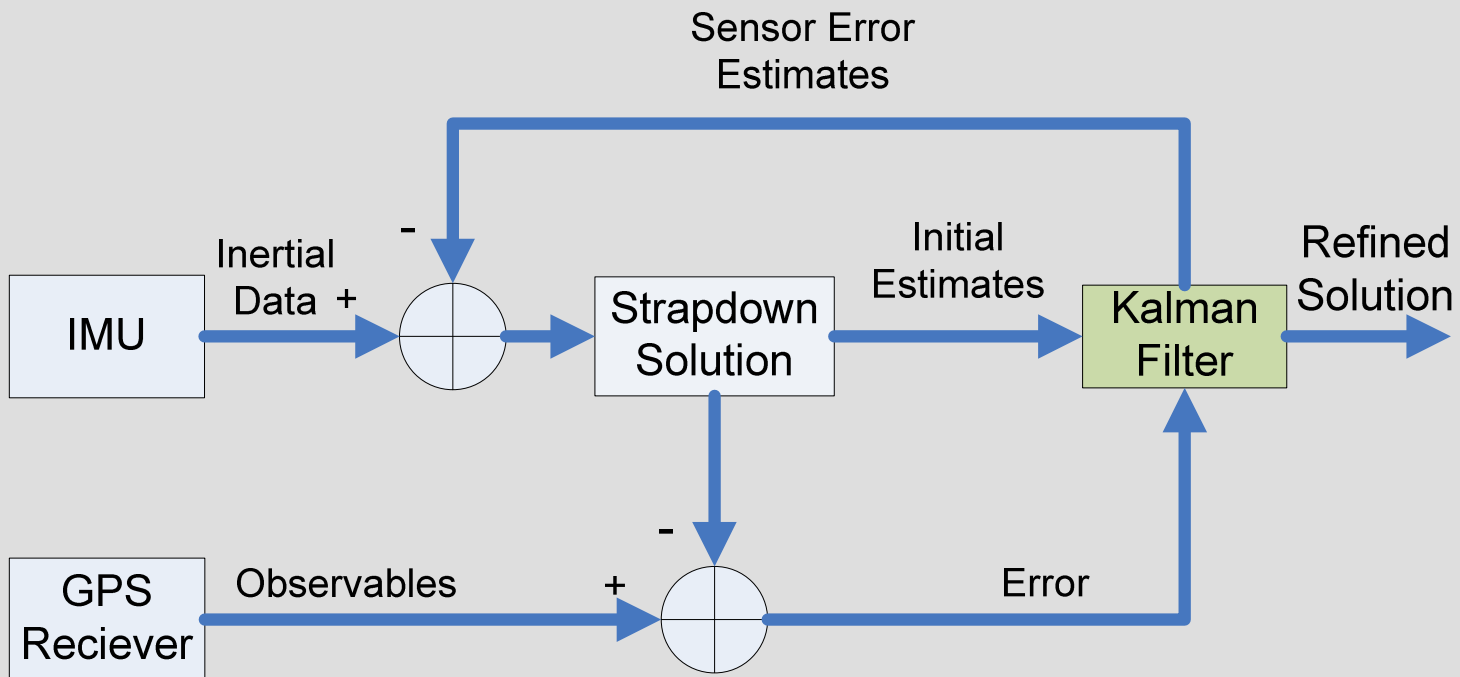 Sensor Error
Estimates
-
Inertial
Data +
Initial
Estimates
Refined
Solution
IMU
Strapdown
Solution
Kalman
Filter
-
GPS
Reciever
Observables
+
Error